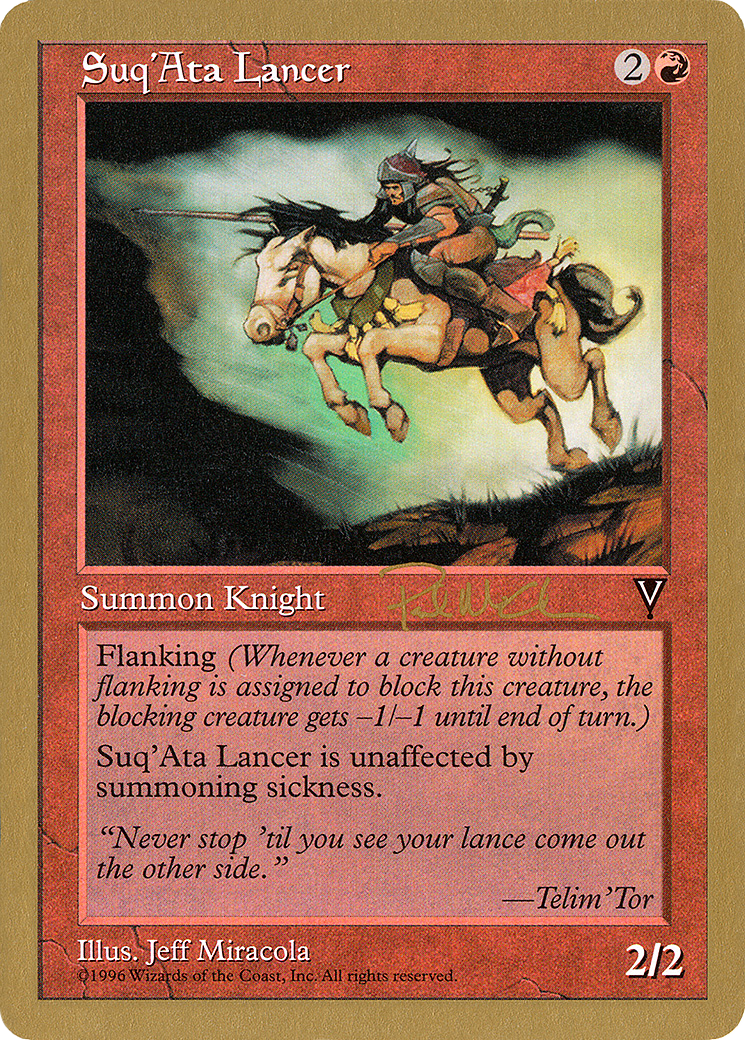 Suq'Ata Lancer 2
Summon Knight V
Flanking (Whenever a creature without
flanking is assigned to block this creature, the
blocking creature gets –1/–1 until end of turn.)
Suq'Ata Lancer is unaffected by
summoning sickness.
“Never stop 'til you see your lance come out
the other side.”
—Telim'Tor
Illus. Jeff Miracola
©1996 Wizards of the Coast, Inc. All rights reserved.
2/2